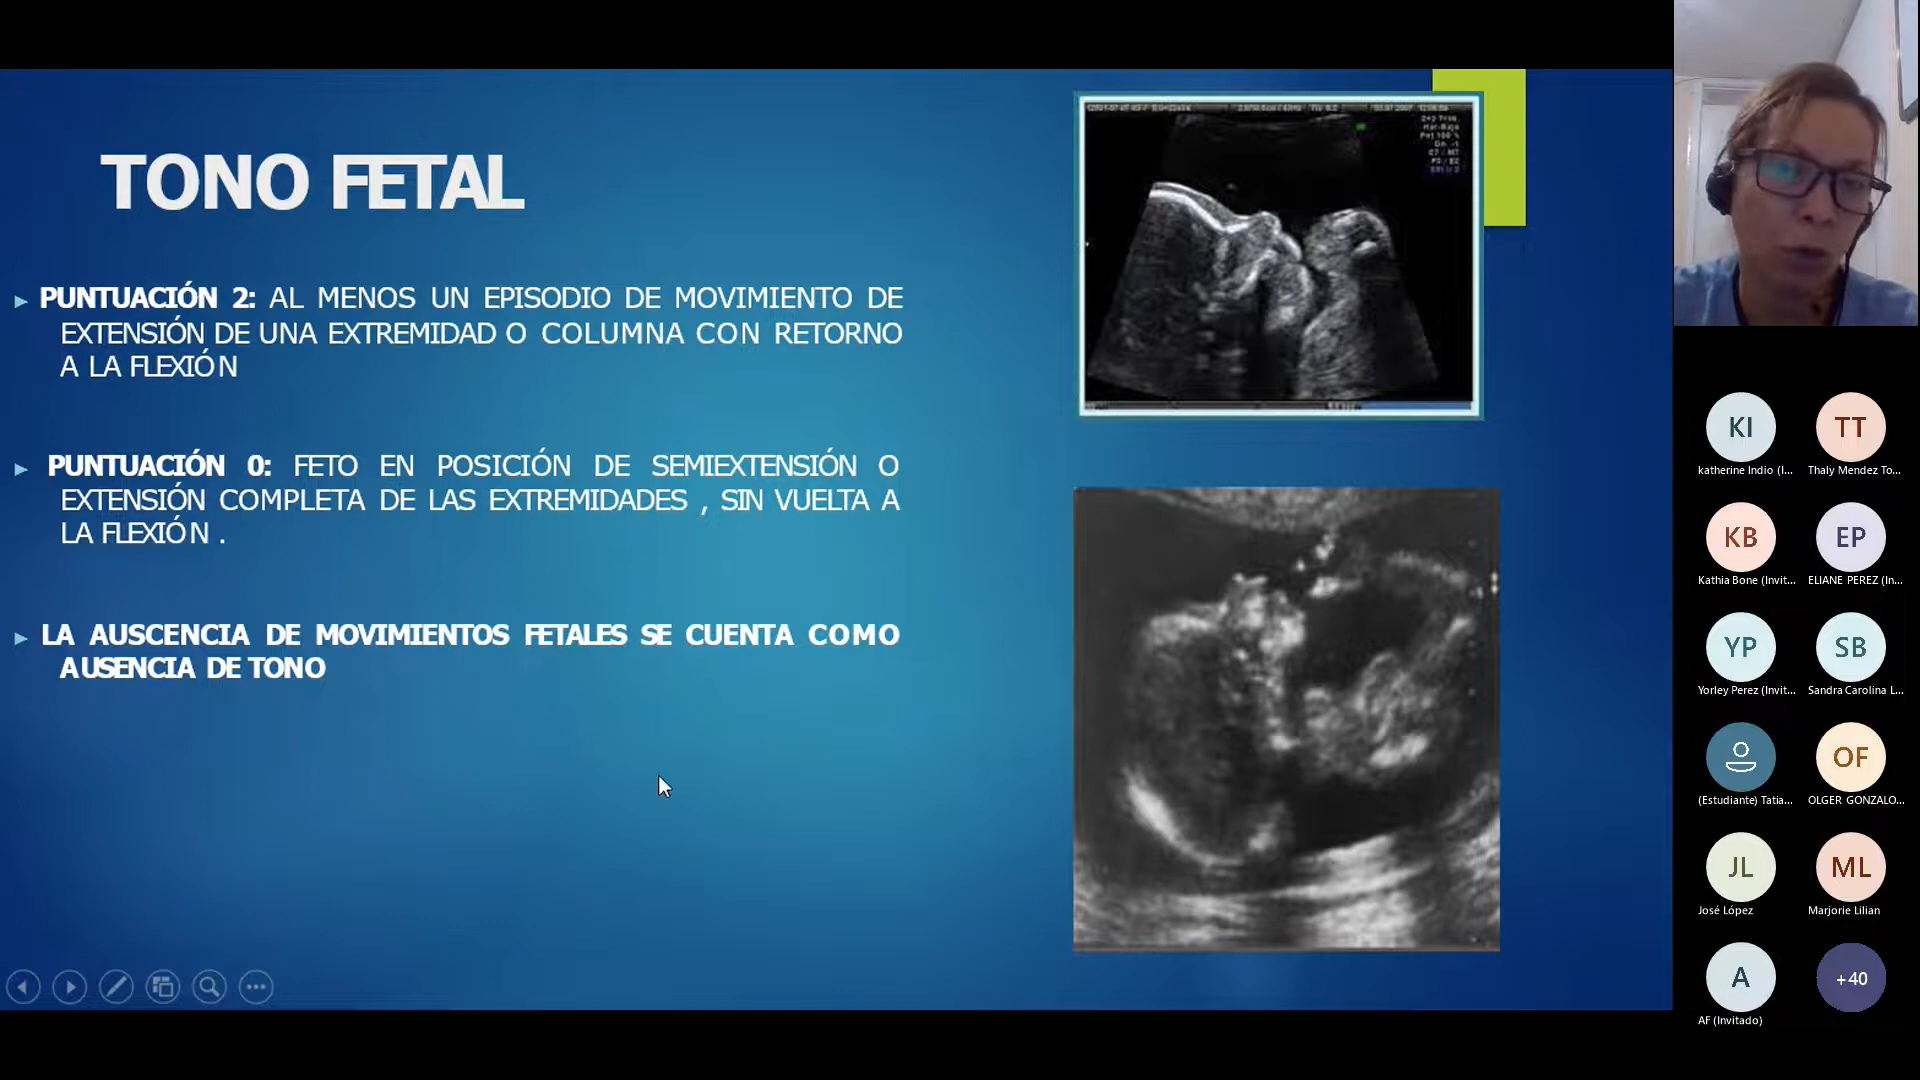 TONO FETAL
PUNTUACIÓN 2: AL MENOS UN EPISODIO DE MOVIMIENTO DE
EXTENSIÓN DE UNA EXTREMIDAD O COLUMNA CON RETORNO
A LA FLEXIÓN
PUNTUACIÓN 0: FETO EN POSICIÓN DE SEMIEXTENSIÓN O
EXTENSIÓN COMPLETA DE LAS EXTREMIDADES , SIN VUELTA A
LA FLEXIÓN .
LA AUSCENCIA DE MOVIMIENTOS FETALES SE CUENTA COMO
AUSENCIA DE TONO
KI
TT
katherine Indio (I...
Thaly Mendez To...
KB
EP
Kathia Bone (Invit...
ELIANE PEREZ (In...
YP
SB
Yorley Perez (Invit...
Sandra Carolina L...
OF
(Estudiante) Tatia...
OLGER GONZALO...
JL
ML
José López
Marjorie Lilian
A
+40
AF (Invitado)